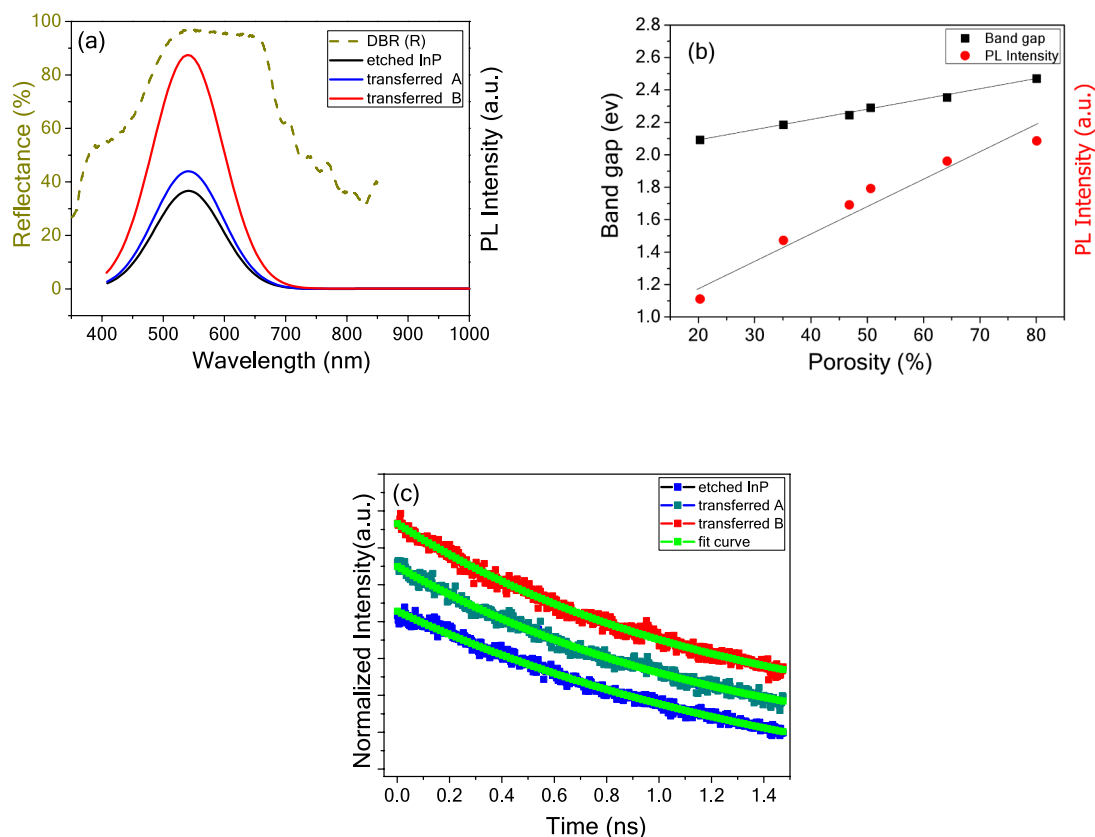 (a)
DBR (R)
etched InP
transferred A
transferred B
Reflectance (%)
100
80
60
40
20
0
400 500 600 700 800 900 1000
Wavelength (nm)
PL Intensity (a.u.)
(b)
Band gap
PL Intensity
Band gap (ev)
2.8
2.6
2.4
2.2
2.0
1.8
1.6
1.4
1.2
1.0
20 30 40 50 60 70 80
Porosity (%)
PL Intensity (a.u.)
(c)
etched InP
transferred A
transferred B
fit curve
Normalized Intensity(a.u.)
0.0 0.2 0.4 0.6 0.8 1.0 1.2 1.4
Time (ns)